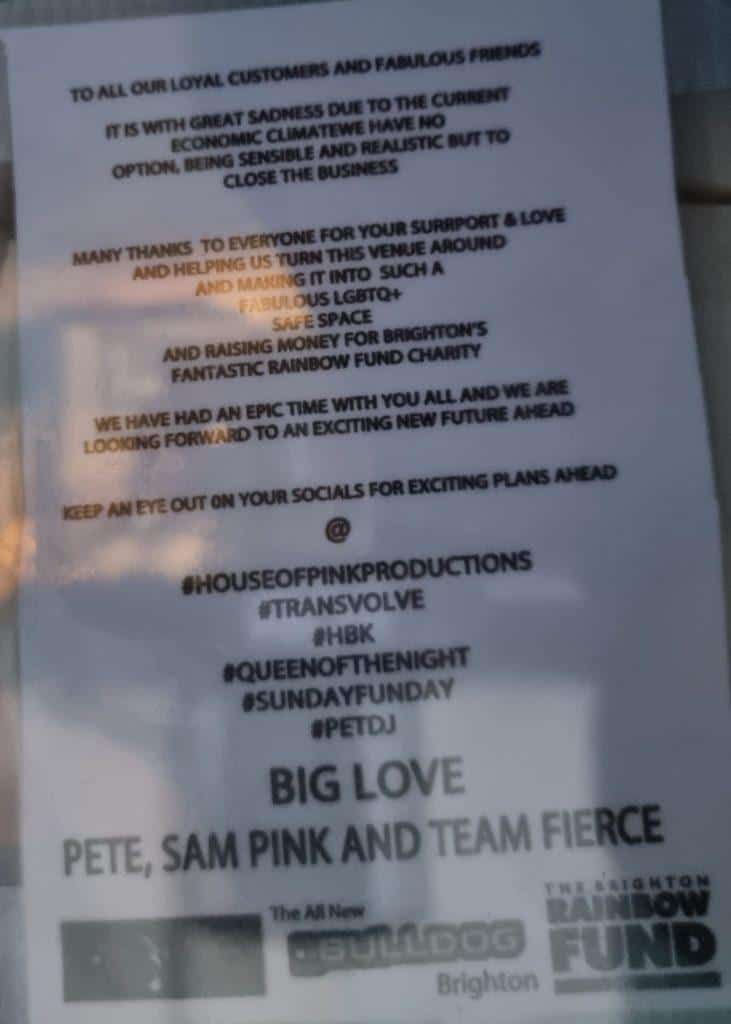 TO ALL OUR LOYAL CUSTOMERS AND FABULOUS FRIENDS
IT IS WITH GREAT SADNESS DUE TO THE CURRENT
ECONOMIC CLIMATEWE HAVE NO
OPTION, BEING SENSIBLE AND REALISTIC BUT TO
CLOSE THE BUSINESS
MANY THANKS TO EVERYONE FOR YOUR SURRPORT & LOVE
AND HELPING US TURN THIS VENUE AROUND
AND MAKING IT INTO SUCH A
FABULOUS LGBTQ+
SAFE SPACE
AND RAISING MONEY FOR BRIGHTON'S
FANTASTIC RAINBOW FUND CHARITY
WE HAVE HAD AN EPIC TIME WITH YOU ALL AND WE ARE
LOOKING FORWARD TO AN EXCITING NEW FUTURE AHEAD
KEEP AN EYE OUT 0N YOUR SOCIALS FOR EXCITING PLANS AHEAD
@
#HOUSEOFPINKPRODUCTIONS
#TRANSVOLVE
#HBK
#QUEENOFTHENIGHT
#SUNDAYFUNDAY
#PETDJ
BIG LOVE
PETE, SAM PINK AND TEAM FIERCE
The All New
BULLDOG
Brighton
THE BRIGHTON
RAINBOW
FUND